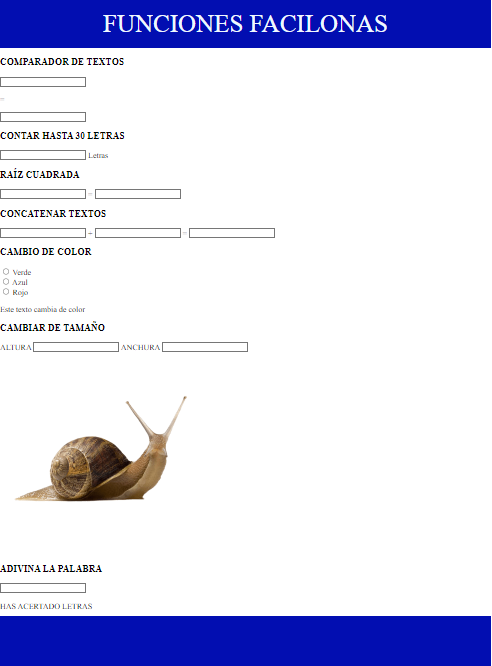 FUNCIONES FACILONAS
COMPARADOR DE TEXTOS
=
CONTAR HASTA 30 LETRAS
Letras
RAÍZ CUADRADA
=
CONCATENAR TEXTOS
+ =
CAMBIO DE COLOR
Verde
Azul
Rojo
Este texto cambia de color
CAMBIAR DE TAMAÑO
ALTURA ANCHURA
ADIVINA LA PALABRA
HAS ACERTADO LETRAS